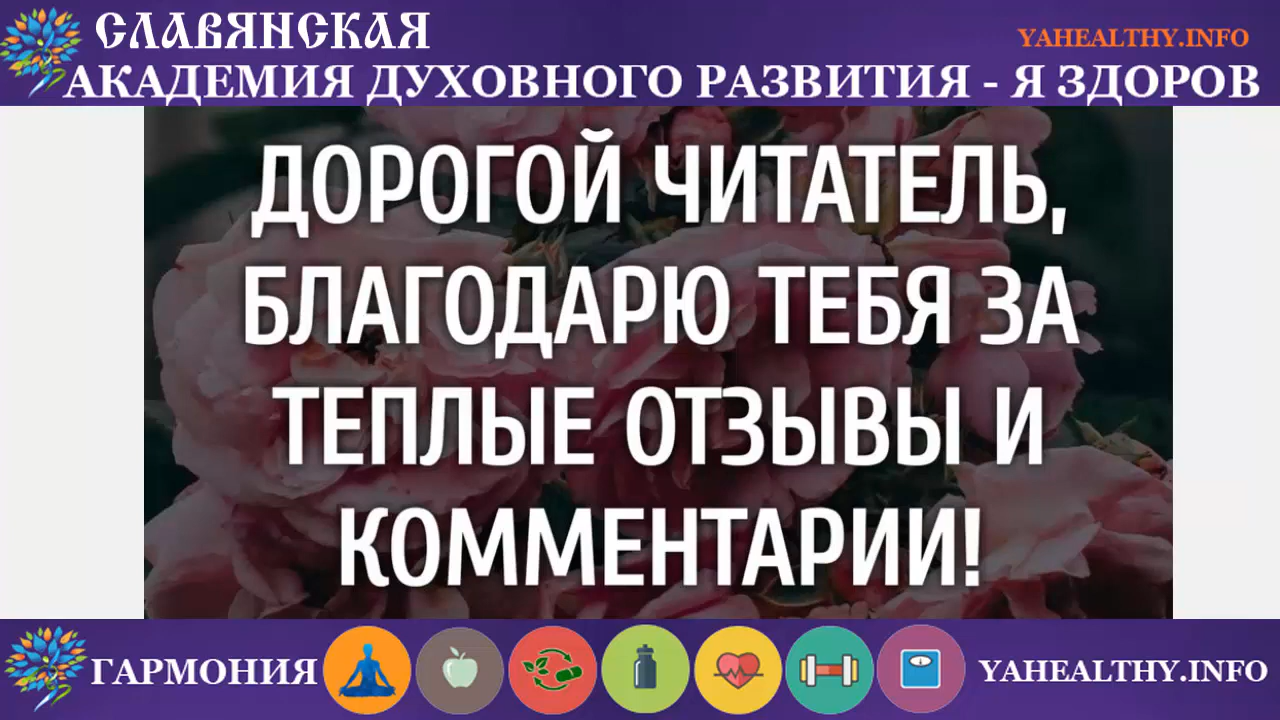 СЛАВЯНСКАЯ
YAHEALTHY.INFO
АКАДЕМИЯ ДУХОВНОГО РАЗВИТИЯ - Я ЗДОРОВ
ДОРОГОЙ ЧИТАТЕЛЬ,
БЛАГОДАРЮ ТЕБЯ ЗА
ТЕПЛЫЕ ОТЗЫВЫ И
КОММЕНТАРИИ!
ГАРМОНИЯ
YAHEALTHY.INFO